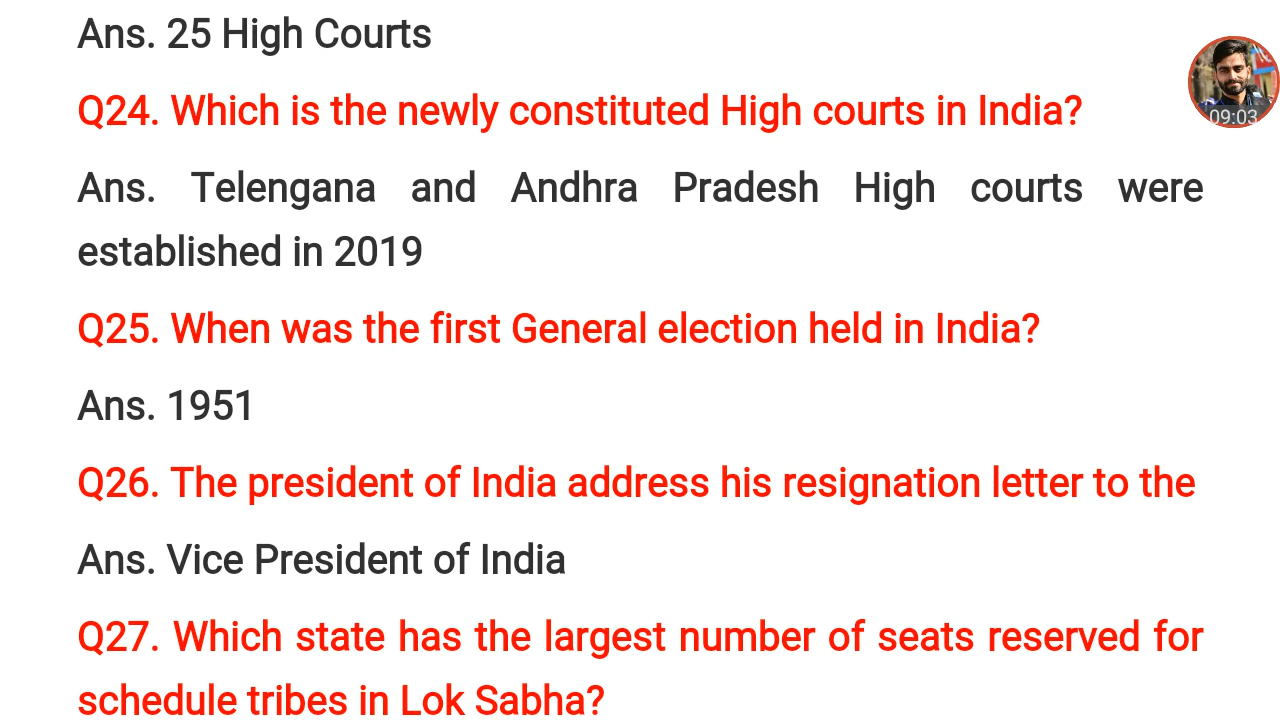 Ans. 25 High Courts
Q24. Which is the newly constituted High courts in India?
09:03
Ans. Telengana and Andhra Pradesh High courts were
established in 2019
Q25. When was the first General election held in India?
Ans. 1951
Q26. The president of India address his resignation letter to the
Ans. Vice President of India
Q27. Which state has the largest number of seats reserved for
schedule tribes in Lok Sabha?